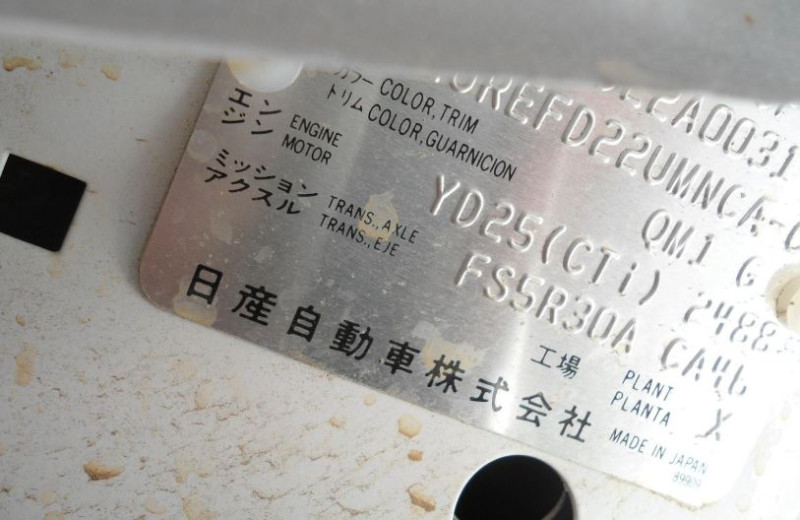 カラー COLOR,TRIM
トリム COLOR,GUARNICION
QM1 G
エンジン ENGINE
MOTOR
YD25(CTi) 2488
ミッション TRANS.,AXLE
アクスル TRANS.,EJE
FS5R30A CA46
工場 PLANT
PLANTA X
日産自動車株式会社
MADE IN JAPAN